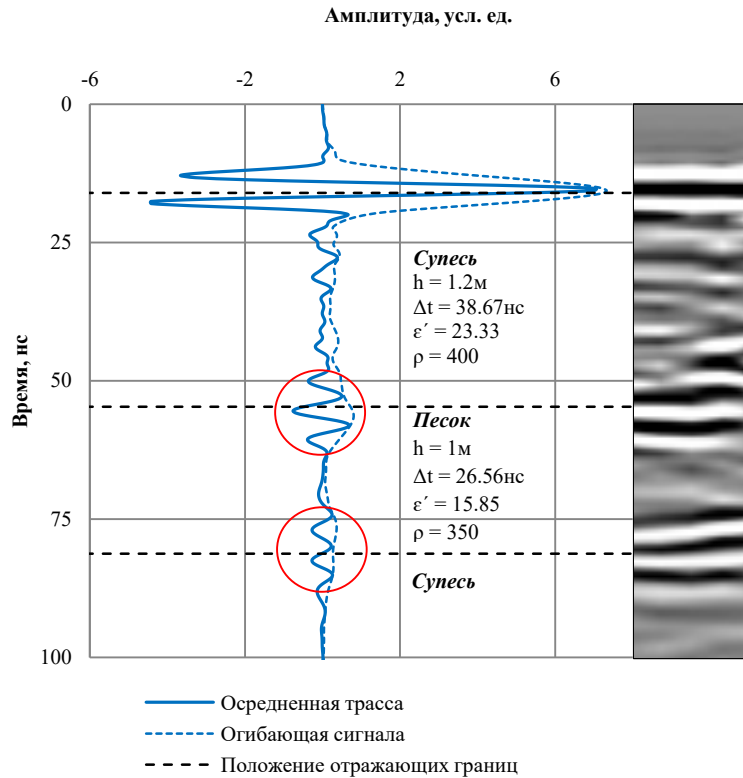 Амплитуда, усл. ед.
-6 -2 2 6
0
25
50
75
100
Время, нс
Супесь
h = 1.2м
Δt = 38.67нс
ε′ = 23.33
ρ = 400
Песок
h = 1м
Δt = 26.56нс
ε′ = 15.85
ρ = 350
Супесь
Осредненная трасса
Огибающая сигнала
Положение отражающих границ